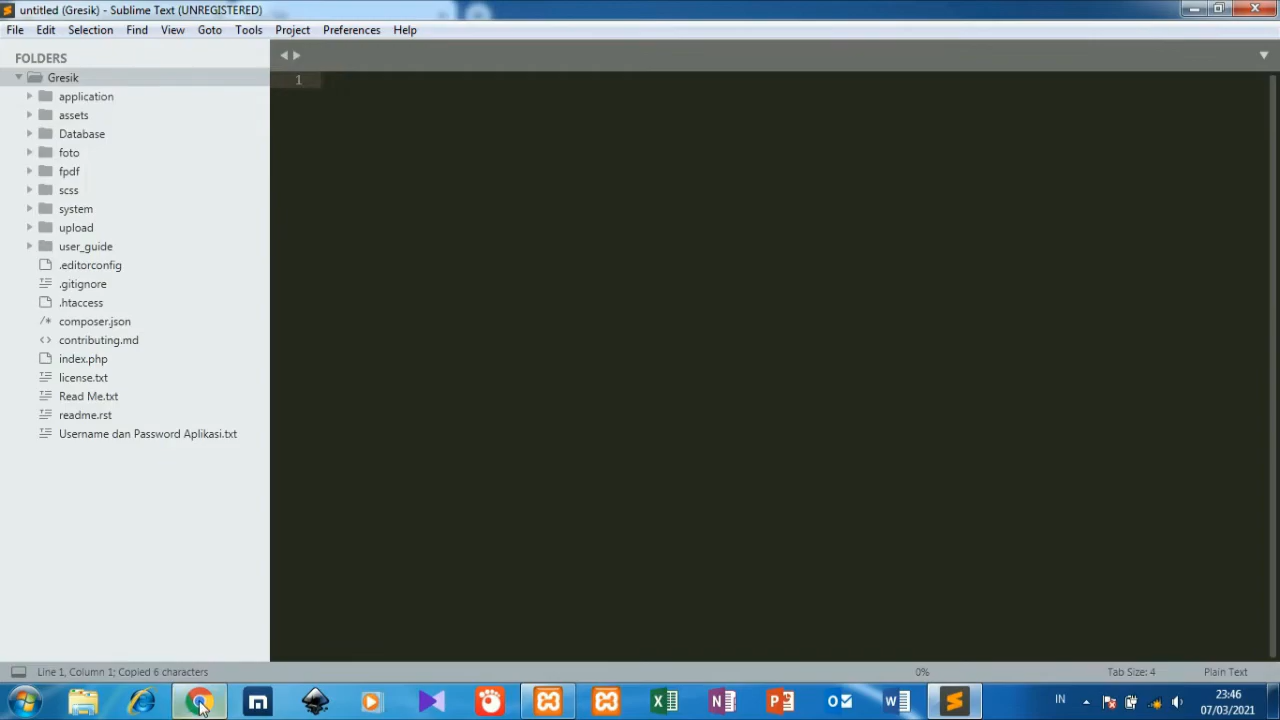 untitled (Gresik) - Sublime Text (UNREGISTERED)
File Edit Selection Find View Goto Tools Project Preferences Help
FOLDERS
Gresik
1
application
assets
Database
foto
fpdf
scss
system
upload
user_guide
.editorconfig
.gitignore
.htaccess
/* composer.json
<> contributing.md
index.php
license.txt
Read Me.txt
readme.rst
Username dan Password Aplikasi.txt
Line 1, Column 1; Copied 6 characters 0% Tab Size: 4 Plain Text
IN 23:46
07/03/2021